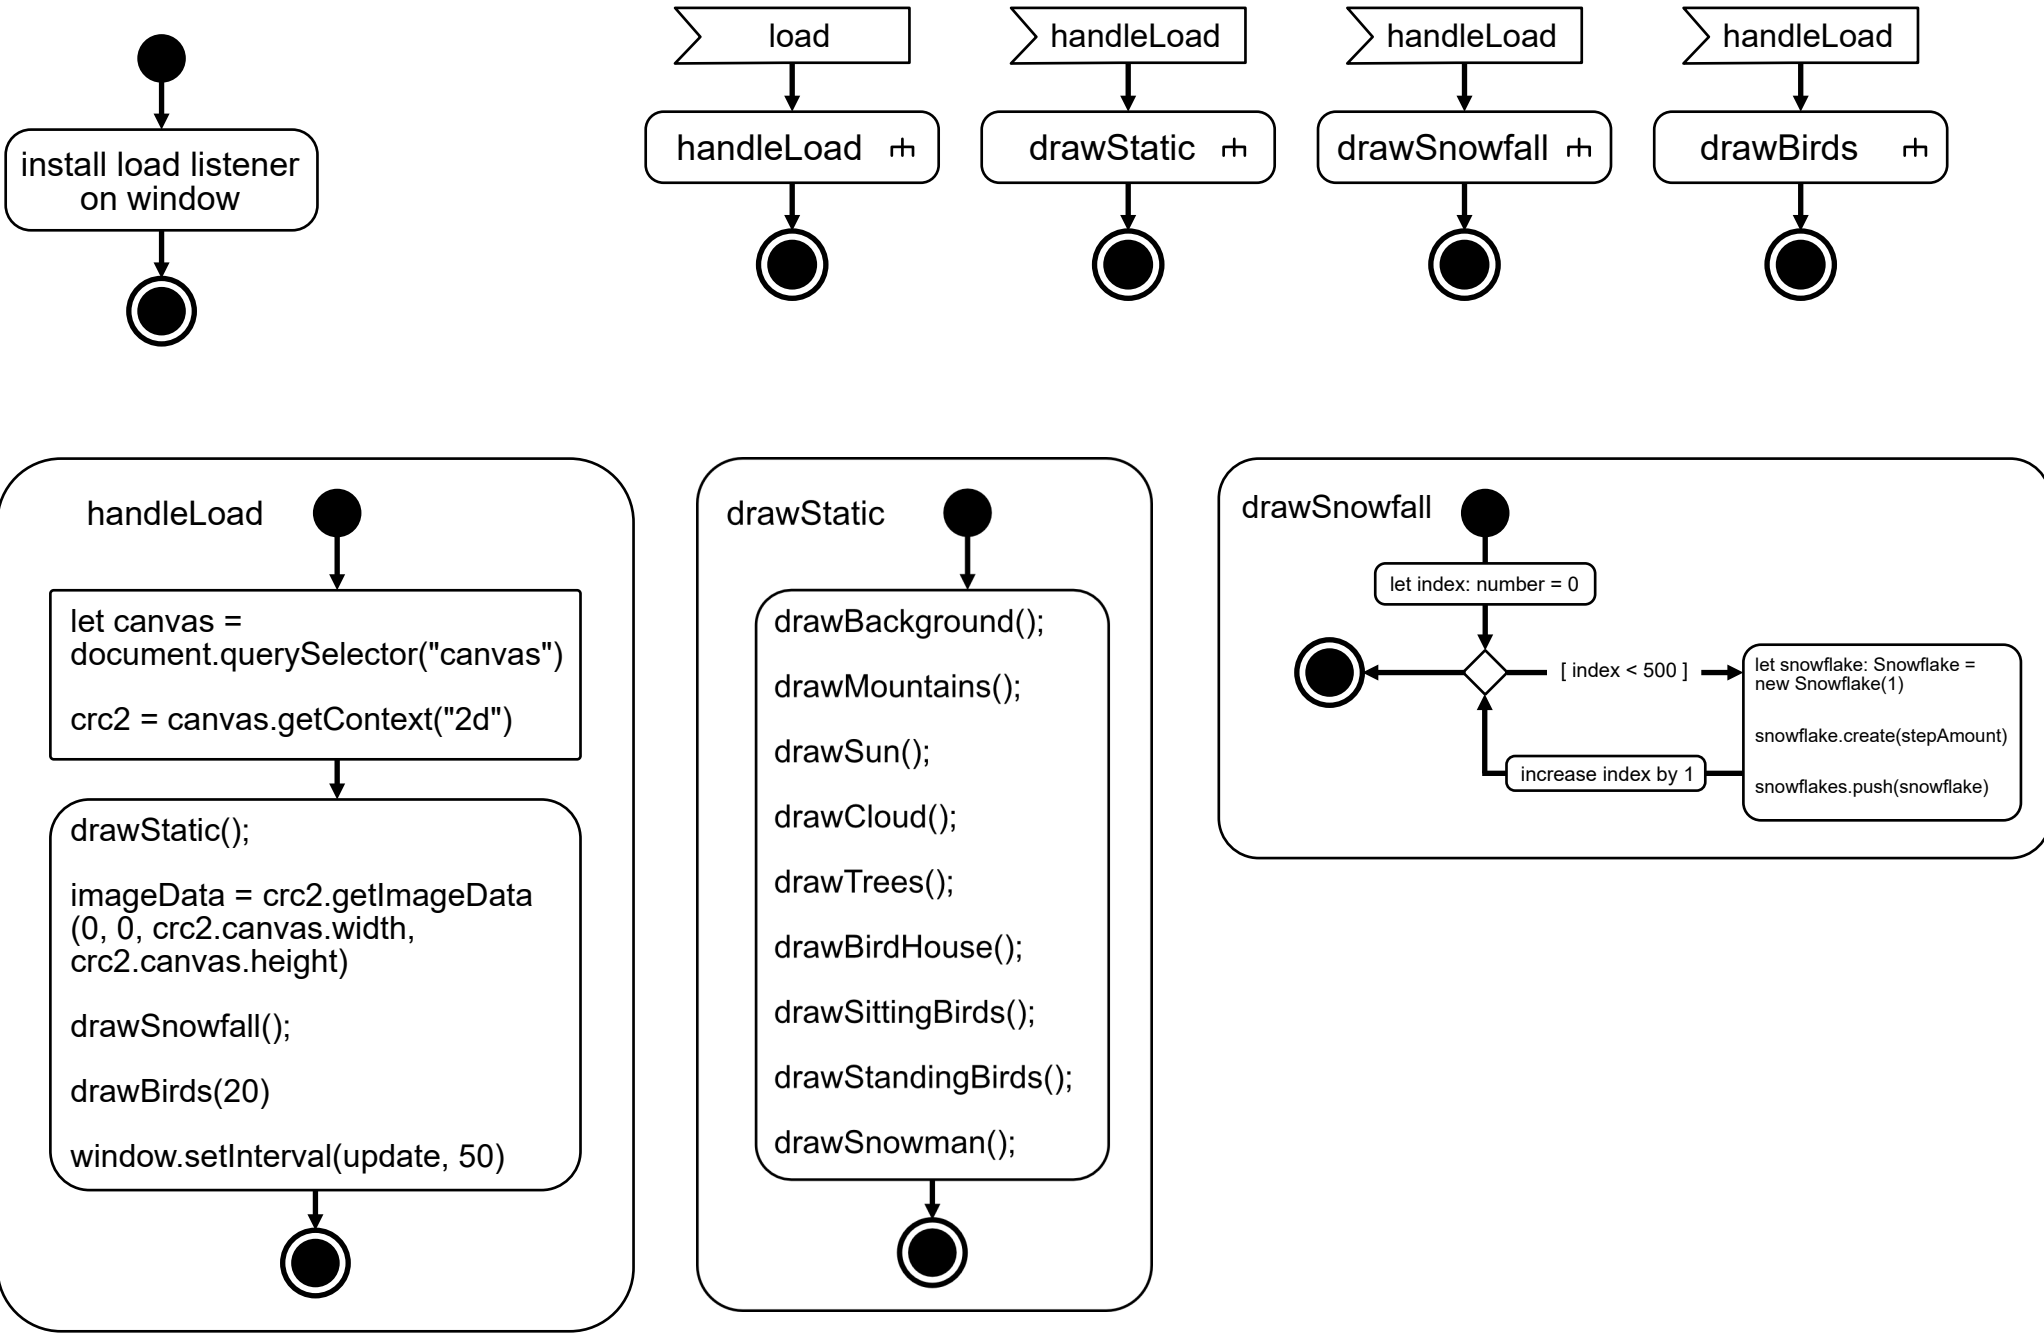 load
handleLoad
handleLoad
handleLoad
install load listener
on window
handleLoad
drawStatic
drawSnowfall
drawBirds
handleLoad
let canvas =
document.querySelector("canvas")
crc2 = canvas.getContext("2d")
drawStatic();
imageData = crc2.getImageData
(0, 0, crc2.canvas.width,
crc2.canvas.height)
drawSnowfall();
drawBirds(20)
window.setInterval(update, 50)
drawStatic
drawBackground();
drawMountains();
drawSun();
drawCloud();
drawTrees();
drawBirdHouse();
drawSittingBirds();
drawStandingBirds();
drawSnowman();
drawSnowfall
let index: number = 0
[ index < 500 ]
let snowflake: Snowflake =
new Snowflake(1)
snowflake.create(stepAmount)
snowflakes.push(snowflake)
increase index by 1